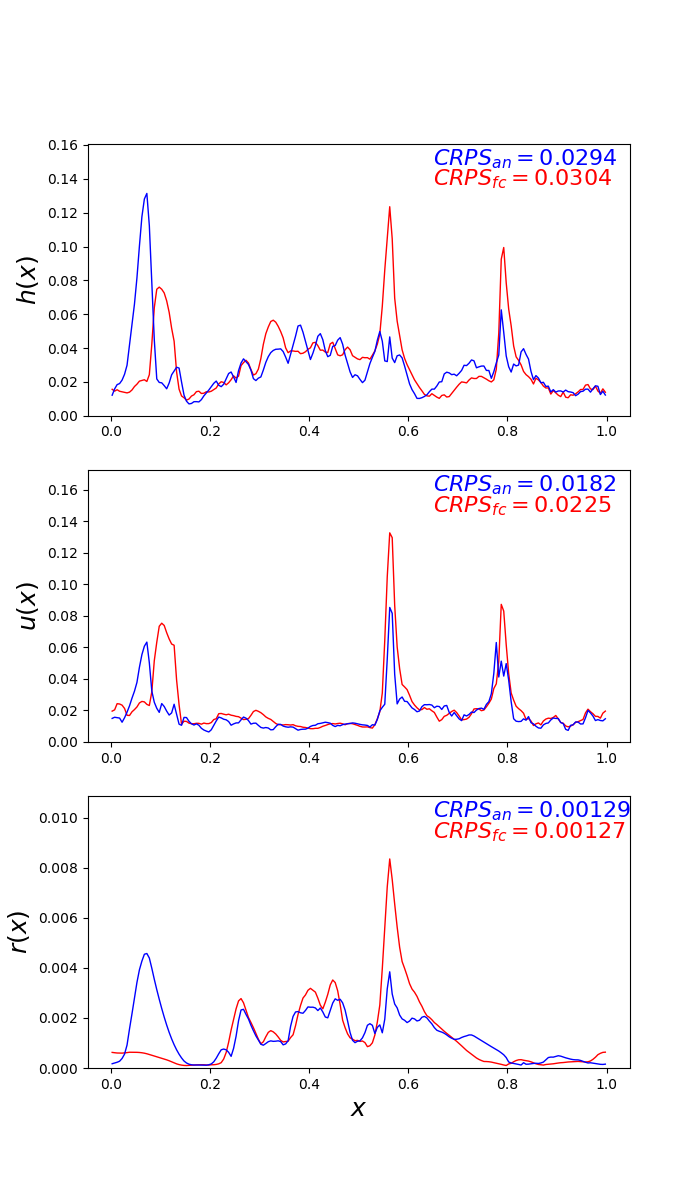 CRPS_an = 0.0294
CRPS_fc = 0.0304
0.16
0.14
0.12
0.10
0.08
0.06
0.04
0.02
0.00
h(x)
0.0 0.2 0.4 0.6 0.8 1.0
CRPS_an = 0.0182
CRPS_fc = 0.0225
0.16
0.14
0.12
0.10
0.08
0.06
0.04
0.02
0.00
u(x)
0.0 0.2 0.4 0.6 0.8 1.0
CRPS_an = 0.00129
CRPS_fc = 0.00127
0.010
0.008
0.006
0.004
0.002
0.000
r(x)
0.0 0.2 0.4 0.6 0.8 1.0
x